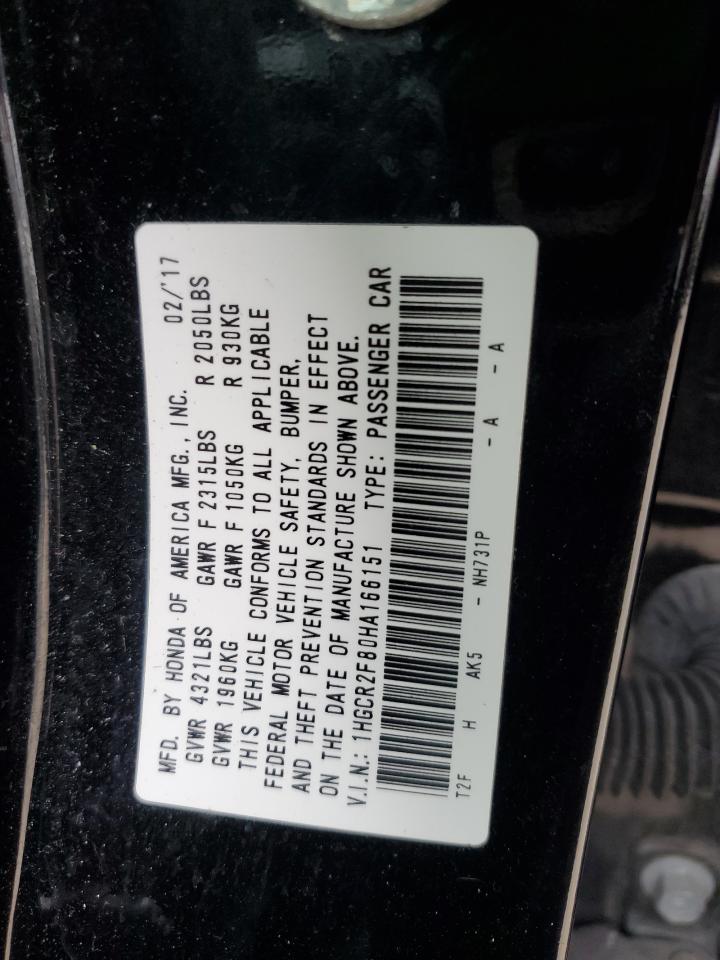 MFD. BY HONDA OF AMERICA MFG., INC. 02/'17
GVWR 4321LBS GAWR F 2315LBS R 2050LBS
GVWR 1960KG GAWR F 1050KG R 930KG
THIS VEHICLE CONFORMS TO ALL APPLICABLE
FEDERAL MOTOR VEHICLE SAFETY, BUMPER,
AND THEFT PREVENTION STANDARDS IN EFFECT
ON THE DATE OF MANUFACTURE SHOWN ABOVE.
V.I.N.: 1HGCR2F80HA166151 TYPE: PASSENGER CAR
T2F H AK5 - NH731P - A - A